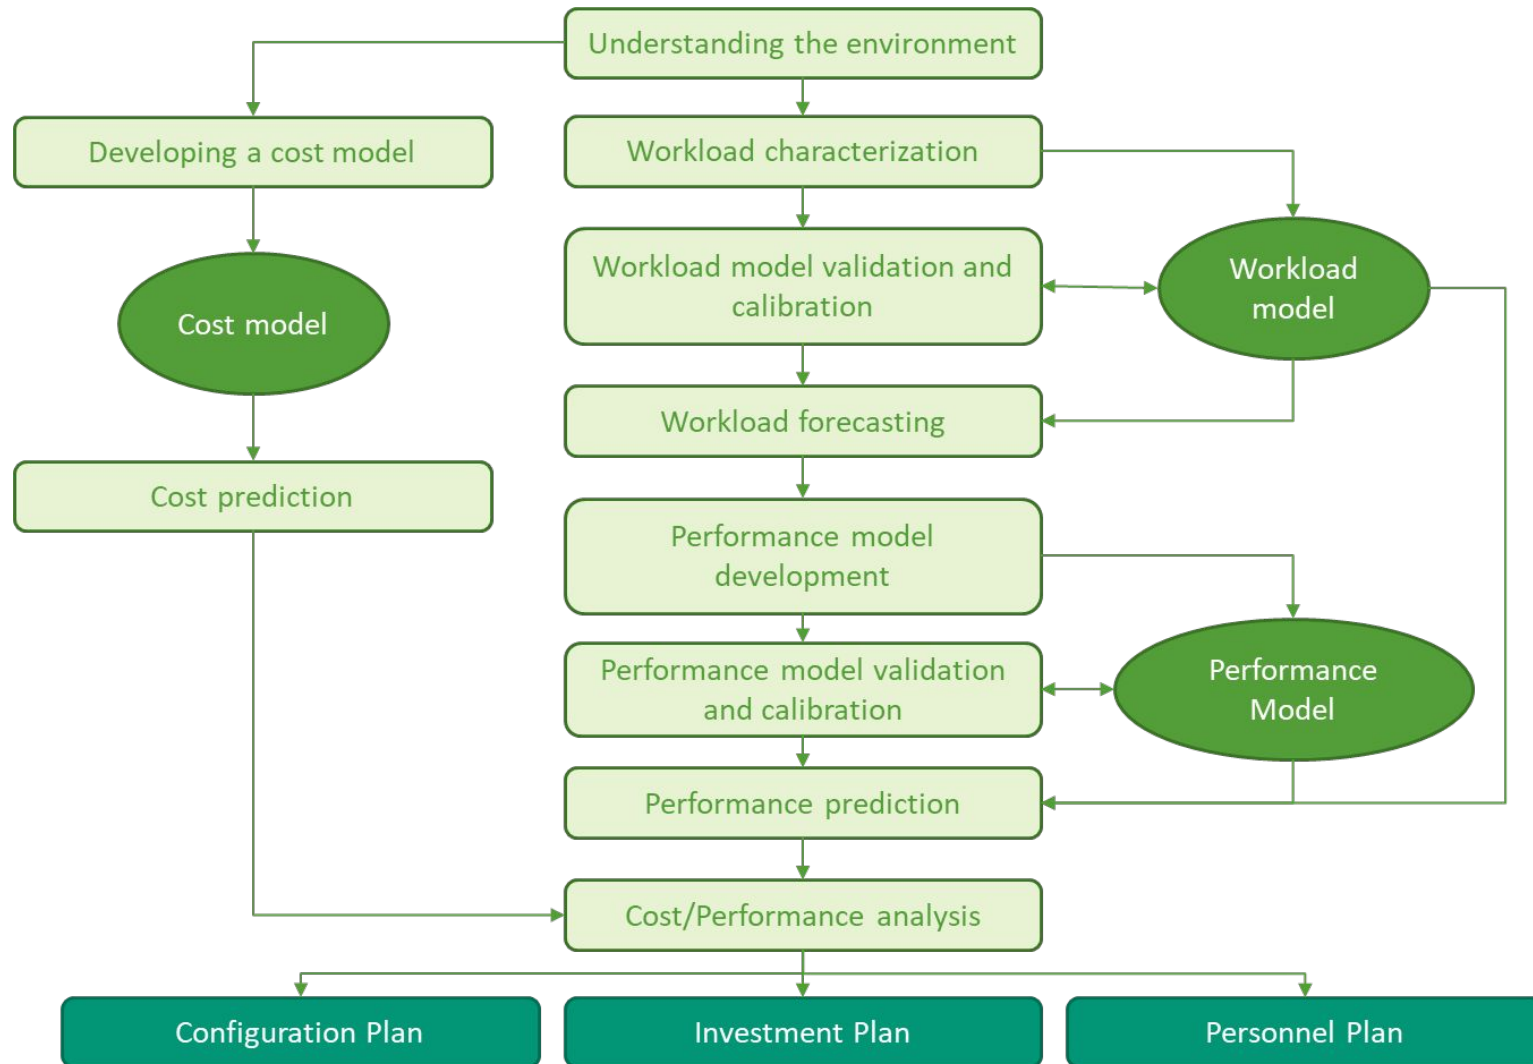 Understanding the environment
Developing a cost model
Workload characterization
Workload model validation and
calibration
Workload
model
Cost model
Workload forecasting
Cost prediction
Performance model
development
Performance model validation
and calibration
Performance
Model
Performance prediction
Cost/Performance analysis
Configuration Plan
Investment Plan
Personnel Plan